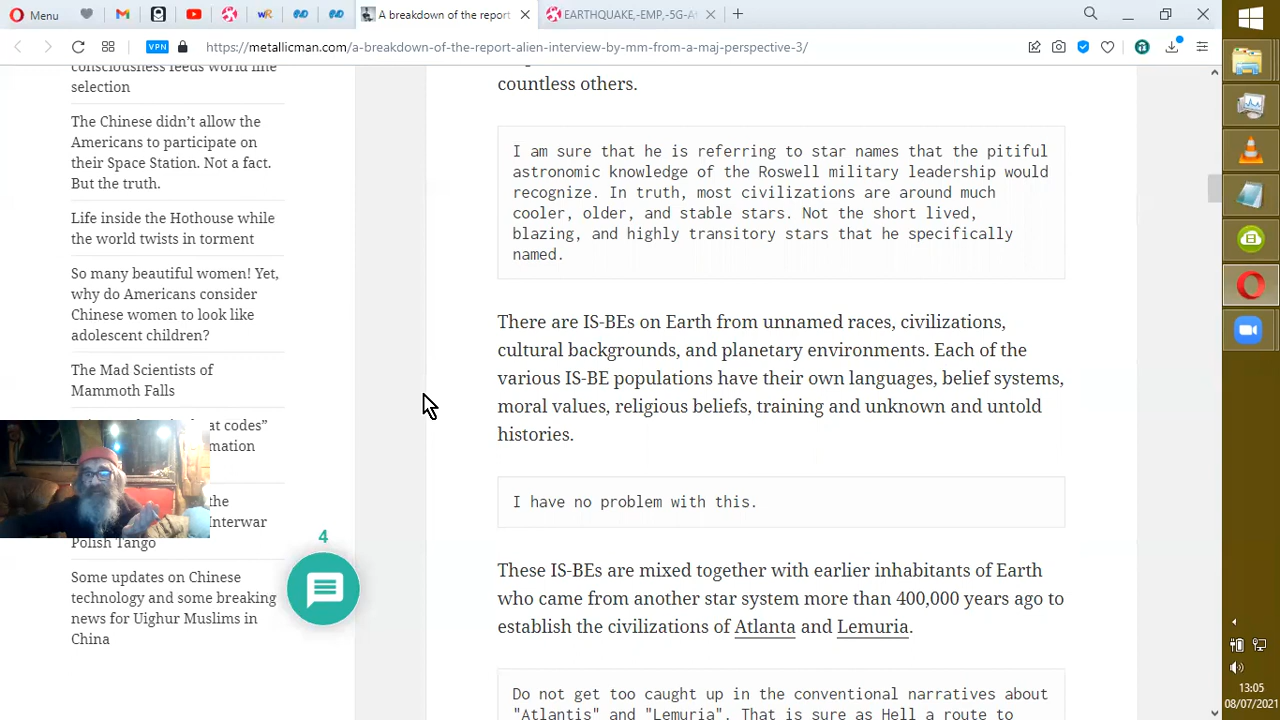 Menu
A breakdown of the report
EARTHQUAKE,-EMP,-5G-A
VPN
https://metallicman.com/a-breakdown-of-the-report-alien-interview-by-mm-from-a-maj-perspective-3/
consciousness feeds world line
selection
The Chinese didn’t allow the
Americans to participate on
their Space Station. Not a fact.
But the truth.
Life inside the Hothouse while
the world twists in torment
So many beautiful women! Yet,
why do Americans consider
Chinese women to look like
adolescent children?
The Mad Scientists of
Mammoth Falls
at codes”
mation
the
Interwar
Polish Tango
Some updates on Chinese
technology and some breaking
news for Uighur Muslims in
China
4
countless others.
I am sure that he is referring to star names that the pitiful
astronomic knowledge of the Roswell military leadership would
recognize. In truth, most civilizations are around much
cooler, older, and stable stars. Not the short lived,
blazing, and highly transitory stars that he specifically
named.
There are IS-BEs on Earth from unnamed races, civilizations,
cultural backgrounds, and planetary environments. Each of the
various IS-BE populations have their own languages, belief systems,
moral values, religious beliefs, training and unknown and untold
histories.
I have no problem with this.
These IS-BEs are mixed together with earlier inhabitants of Earth
who came from another star system more than 400,000 years ago to
establish the civilizations of Atlanta and Lemuria.
Do not get too caught up in the conventional narratives about
"Atlantis" and "Lemuria". That is sure as Hell a route to
13:05
08/07/2021